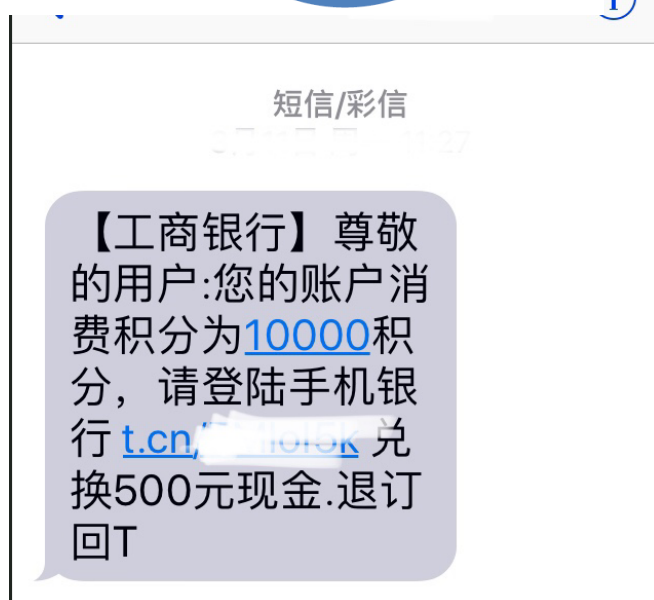 短信/彩信
【工商银行】尊敬
的用户:您的账户消
费积分为10000积
分，请登陆手机银
行 t.cn/ 兑
换500元现金.退订
回T